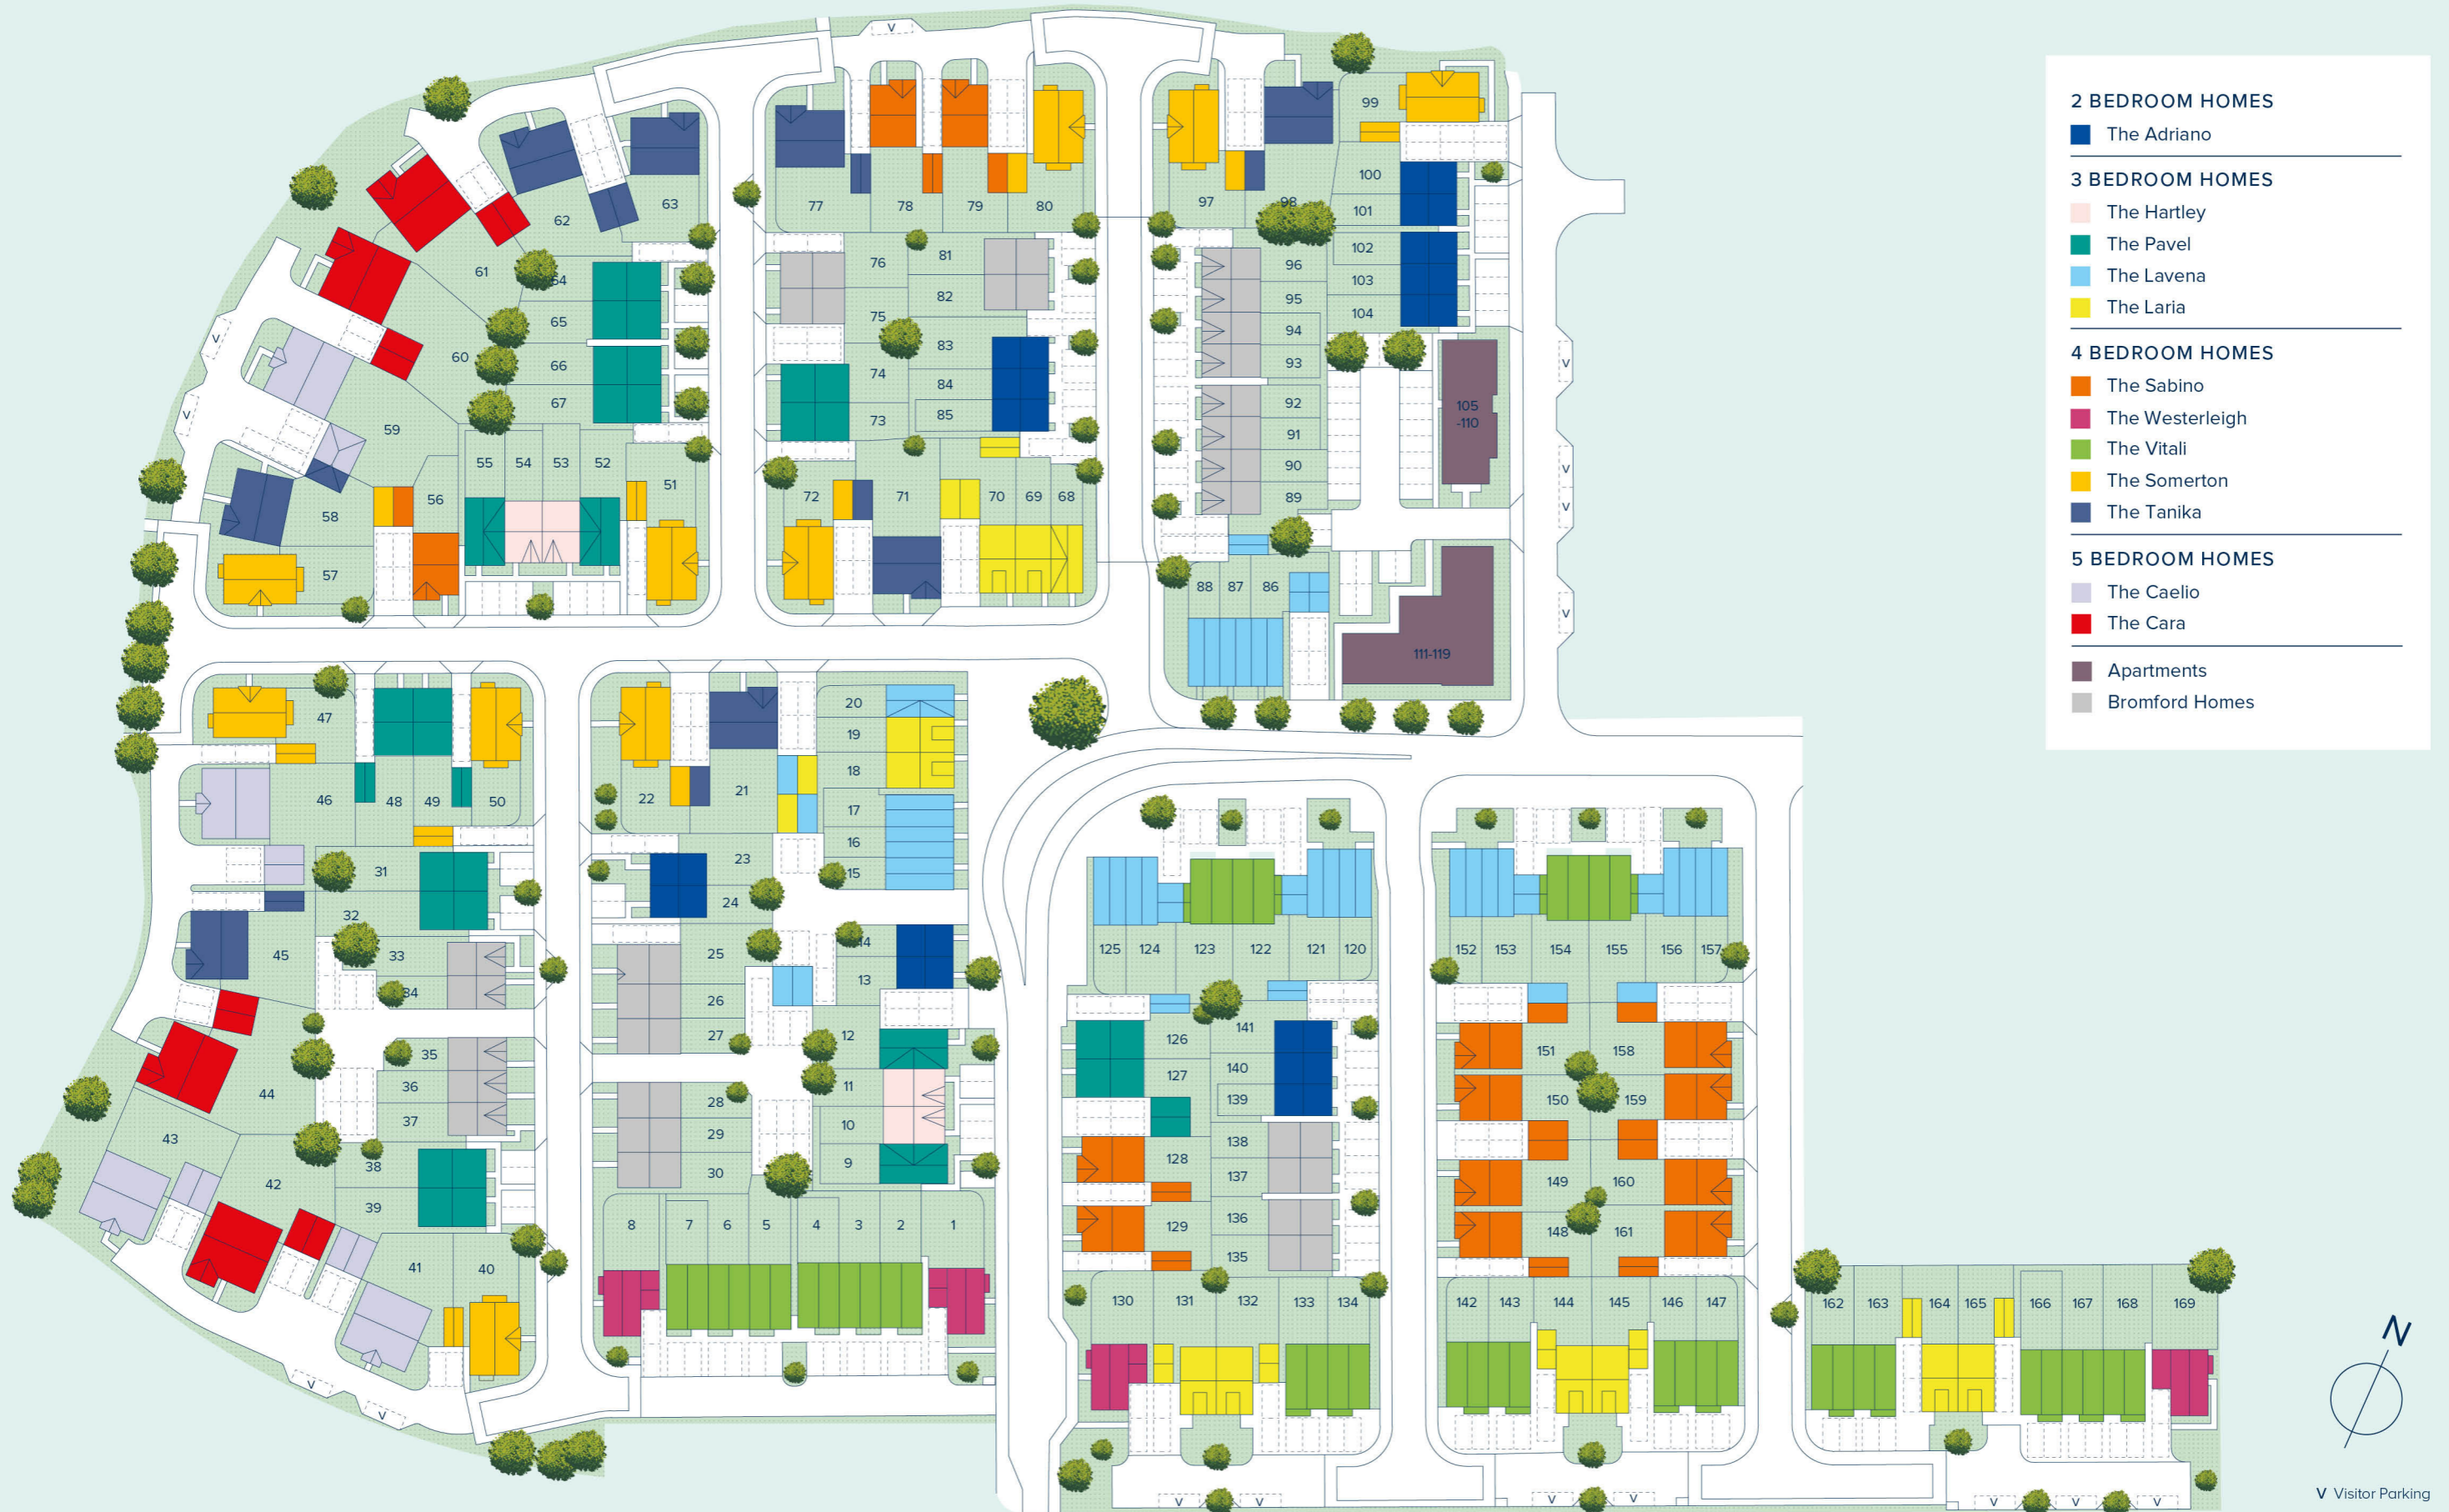 V
2 BEDROOM HOMES
The Adriano
3 BEDROOM HOMES
The Hartley
The Pavel
The Lavena
The Laria
4 BEDROOM HOMES
The Sabino
The Westerleigh
The Vitali
The Somerton
The Tanika
5 BEDROOM HOMES
The Caelio
The Cara
Apartments
Bromford Homes
99
100
101
102
103
104
97
98
96
95
94
93
92
91
90
89
88 87 86
105
-110
111-119
V
V
V
V
77 78 79 80
76
75
74
73
81
82
83
84
85
72 71 70 69 68
63
62
61
64
65
66
67
60
59
58
57
56
55 54 53 52
51
V
V
47
46
48 49 50
31
32
33
34
35
36
37
38
39
45
44
43
42
41 40
V
V
22
21
20
19
18
17
16
15
23
24
25
26
27
28
29
30
14
13
12
11
10
9
8 7 6 5 4 3 2 1
125 124 123 122 121 120
126
127
128
129
141
140
139
138
137
136
135
130 131 132 133 134
V V
152 153 154 155 156 157
151 158
150 159
149 160
148 161
142 143 144 145 146 147
V V
162 163 164 165 166 167 168 169
V V V
N
V Visitor Parking